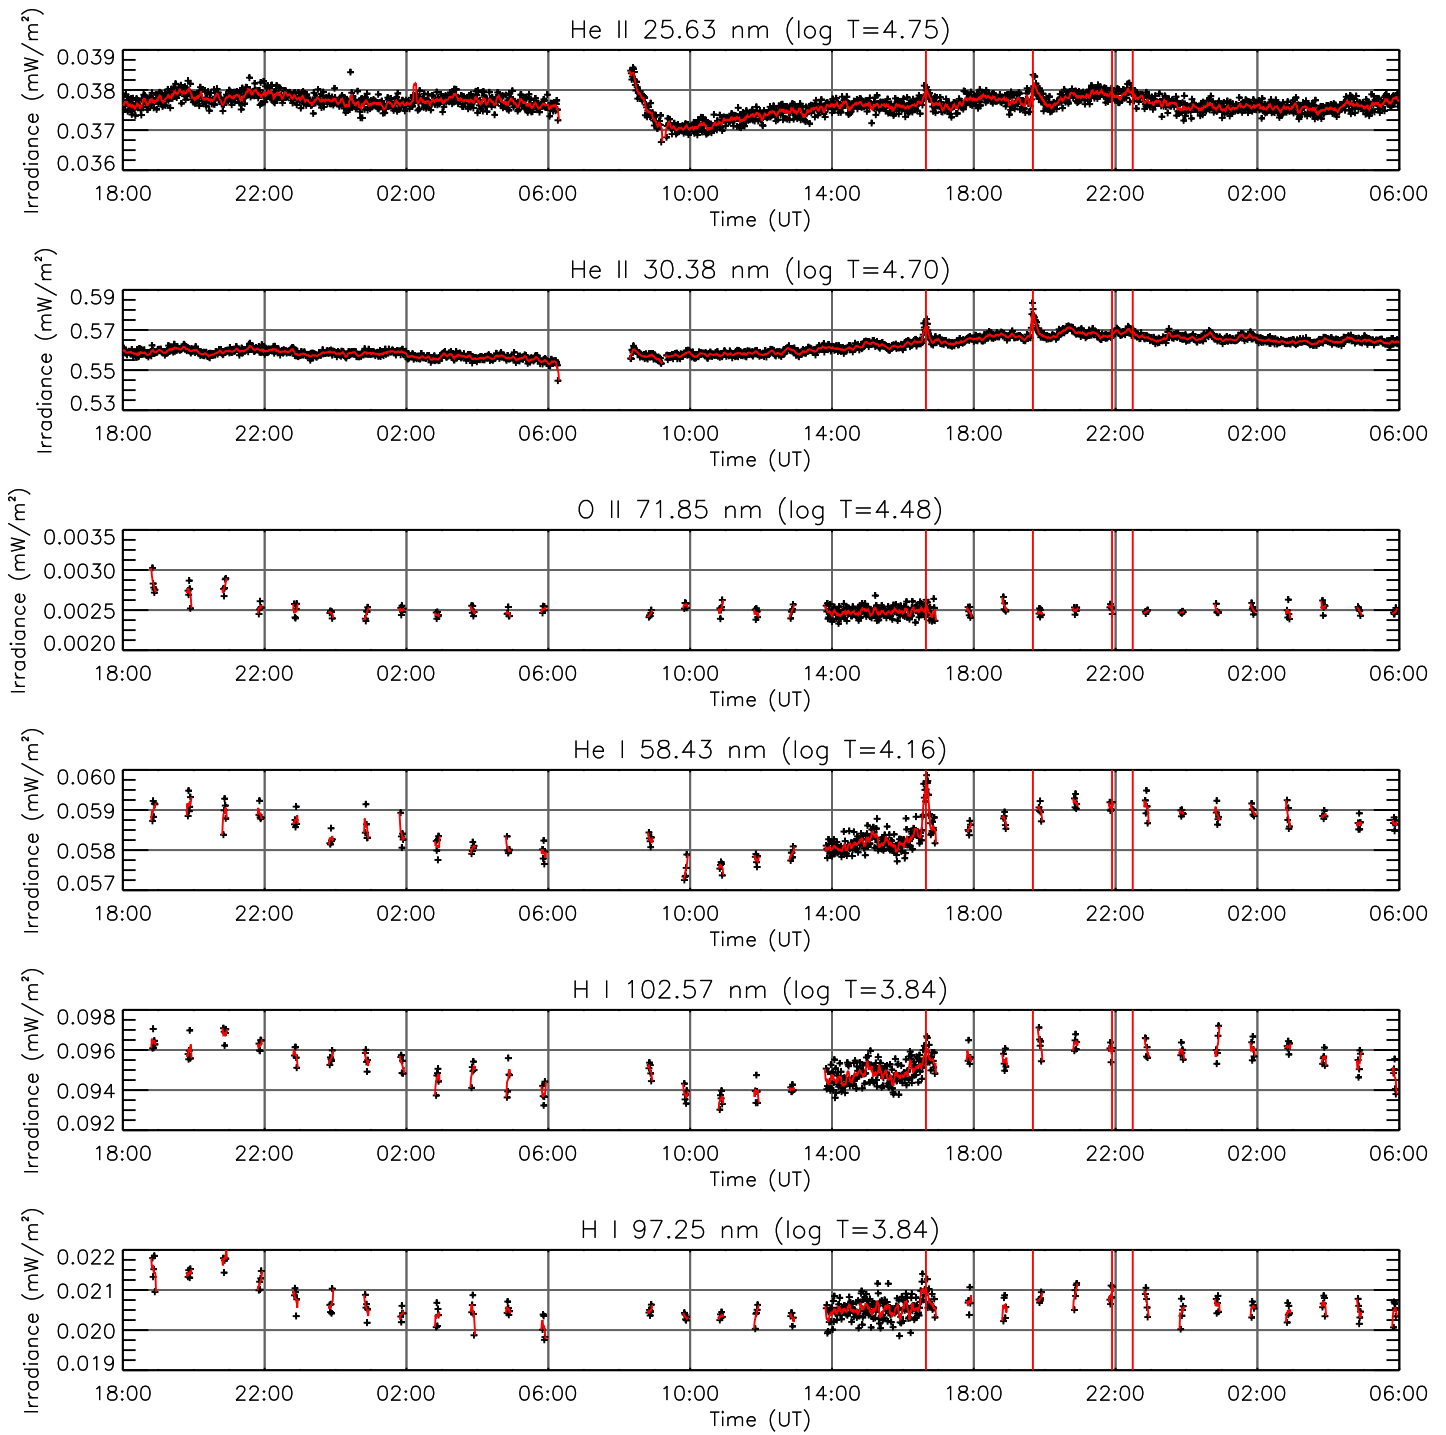 He II 25.63 nm (log T=4.75)
Irradiance (mW/m²)
0.039
0.038
0.037
0.036
18:00 22:00 02:00 06:00 10:00 14:00 18:00 22:00 02:00 06:00
Time (UT)
He II 30.38 nm (log T=4.70)
Irradiance (mW/m²)
0.59
0.57
0.55
0.53
18:00 22:00 02:00 06:00 10:00 14:00 18:00 22:00 02:00 06:00
Time (UT)
O II 71.85 nm (log T=4.48)
Irradiance (mW/m²)
0.0035
0.0030
0.0025
0.0020
18:00 22:00 02:00 06:00 10:00 14:00 18:00 22:00 02:00 06:00
Time (UT)
He I 58.43 nm (log T=4.16)
Irradiance (mW/m²)
0.060
0.059
0.058
0.057
18:00 22:00 02:00 06:00 10:00 14:00 18:00 22:00 02:00 06:00
Time (UT)
H I 102.57 nm (log T=3.84)
Irradiance (mW/m²)
0.098
0.096
0.094
0.092
18:00 22:00 02:00 06:00 10:00 14:00 18:00 22:00 02:00 06:00
Time (UT)
H I 97.25 nm (log T=3.84)
Irradiance (mW/m²)
0.022
0.021
0.020
0.019
18:00 22:00 02:00 06:00 10:00 14:00 18:00 22:00 02:00 06:00
Time (UT)